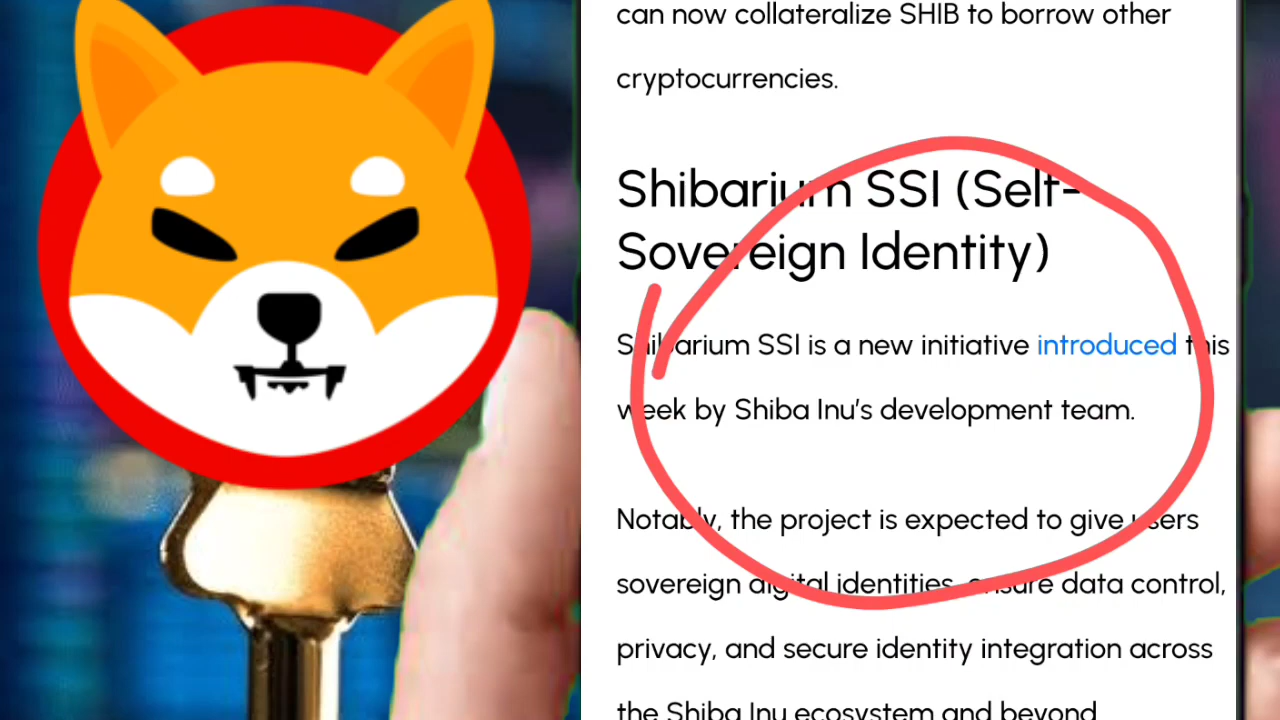 can now collateralize SHIB to borrow other
cryptocurrencies.
Shibarium SSI (Self-
Sovereign Identity)
Shibarium SSI is a new initiative introduced this
week by Shiba Inu's development team.
Notably, the project is expected to give users
sovereign digital identities, ensure data control,
privacy, and secure identity integration across
the Shiba Inu ecosystem and beyond.